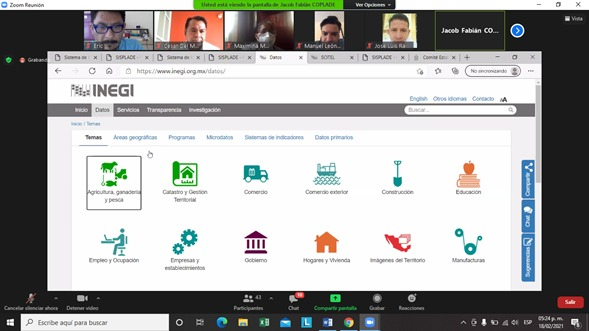 Zoom Reunión
Usted está viendo la pantalla de Jacob Fabián COPLADE
Ver Opciones
Vista
Eric
César Del M
Maximina M
Manuel León
José Luis Ra
Jacob Fabián CO...
Grabando
Sistema de
SISPLADE
Sistema de
SISPLADE -
Datos
SCITEL
SISPLADE
Comité Esta
https://www.inegi.org.mx/datos/
No sincronizando
INEGI
English Otros idiomas Contacto AA
Inicio Datos Servicios Transparencia Investigación
Buscar...
Inicio / Temas
Temas Áreas geográficas Programas Microdatos Sistemas de indicadores Datos primarios
Agricultura, ganadería y pesca
Catastro y Gestión Territorial
Comercio
Comercio exterior
Construcción
Educación
Empleo y Ocupación
Empresas y establecimientos
Gobierno
Hogares y Vivienda
Imágenes del Territorio
Manufacturas
Compartir
Chat
Sugerencias
Cancelar silenciar ahora
Detener video
Participantes
43
Chat
Compartir pantalla
Grabar
Reacciones
Salir
Escribe aquí para buscar
ESP
05:24 p. m.
18/02/2021